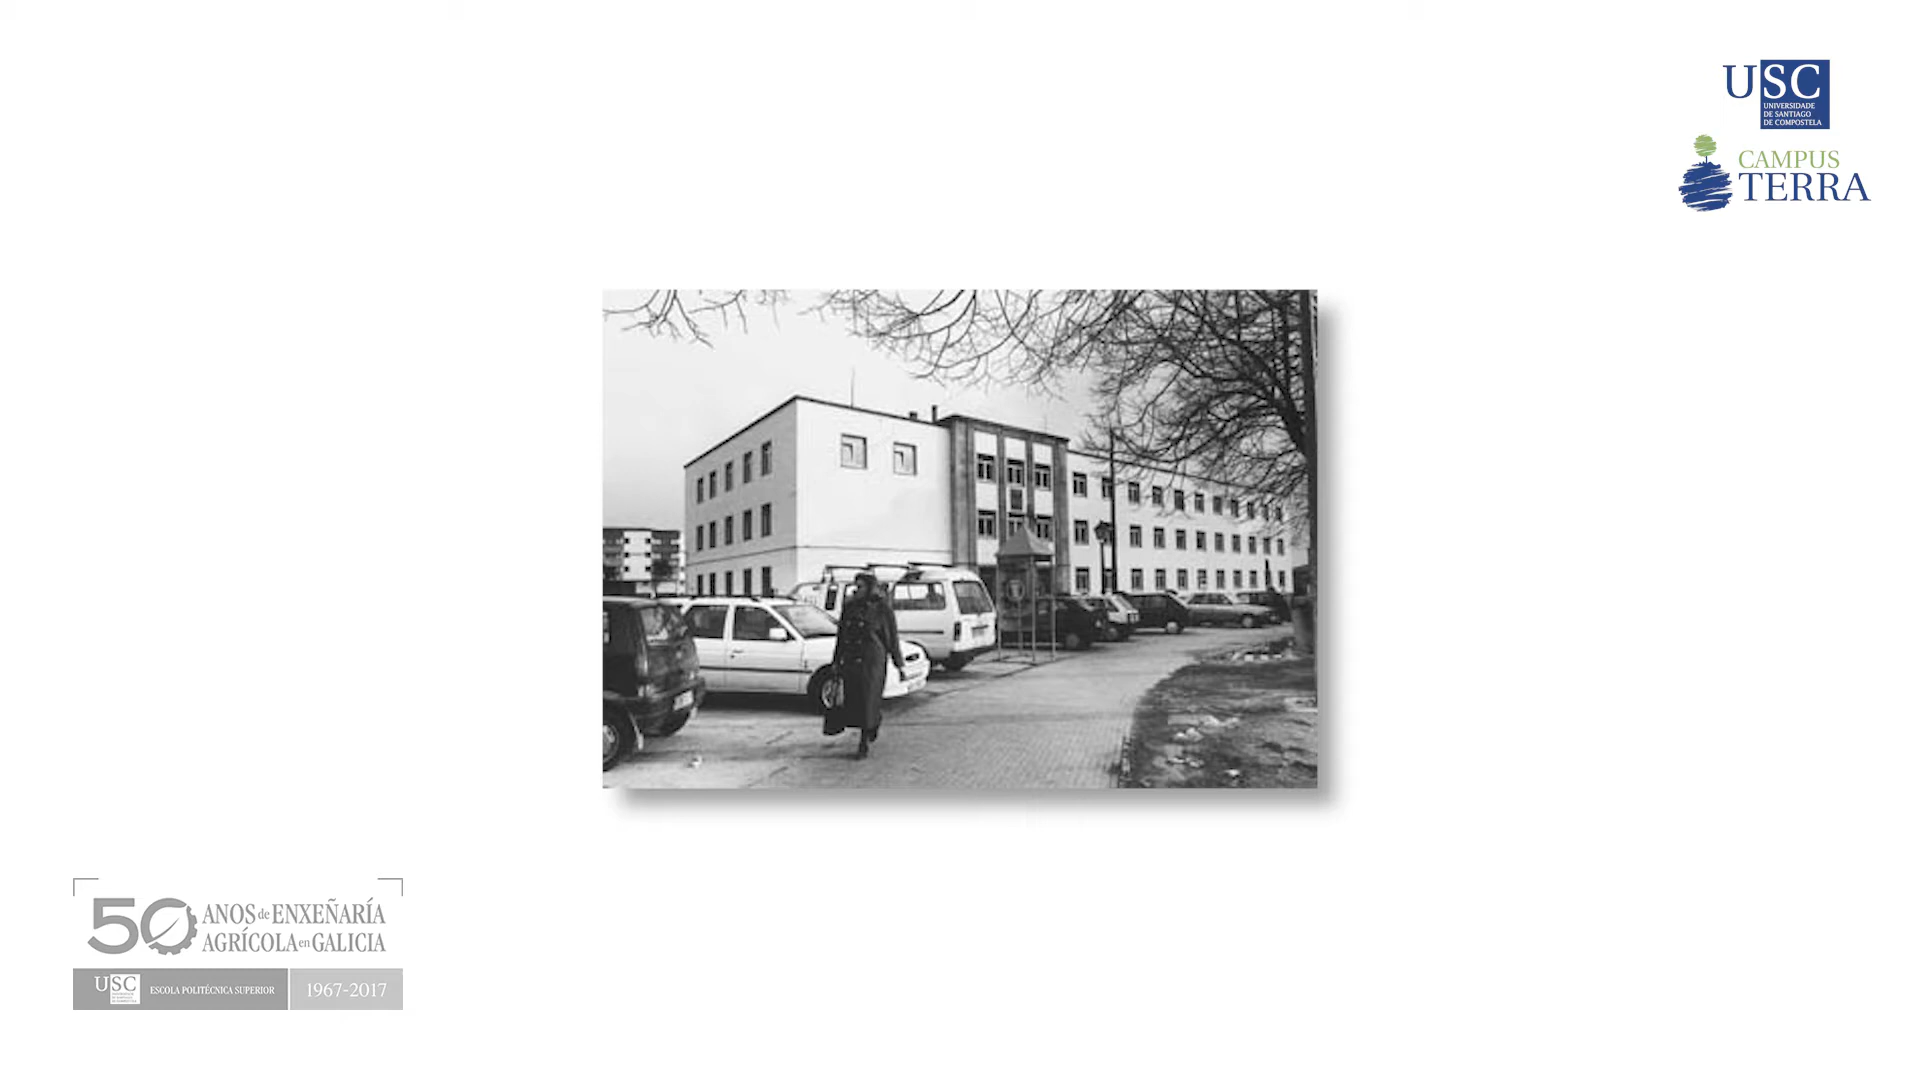 USC
UNIVERSIDADE
DE SANTIAGO
DE COMPOSTELA
CAMPUS
TERRA
50 ANOS de ENXEÑARÍA
AGRÍCOLA en GALICIA
USC
ESCOLA POLITÉCNICA SUPERIOR
1967-2017